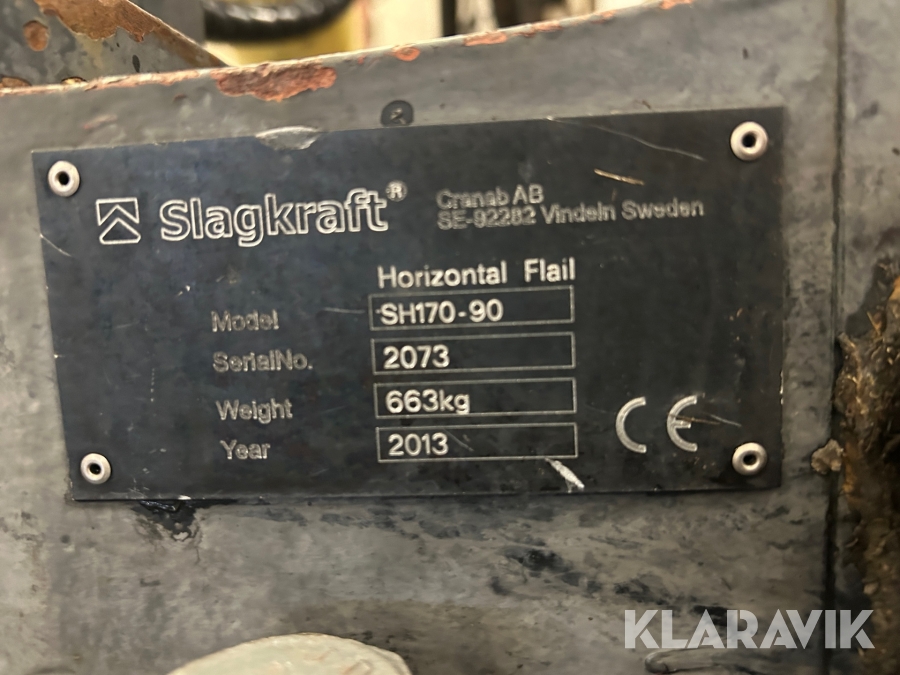 Slagkraft®
Cranab AB
SE-92282 Vindeln Sweden
Horizontal Flail
Model SH170-90
SerialNo. 2073
Weight 663kg
Year 2013
CE
KLARAVIK